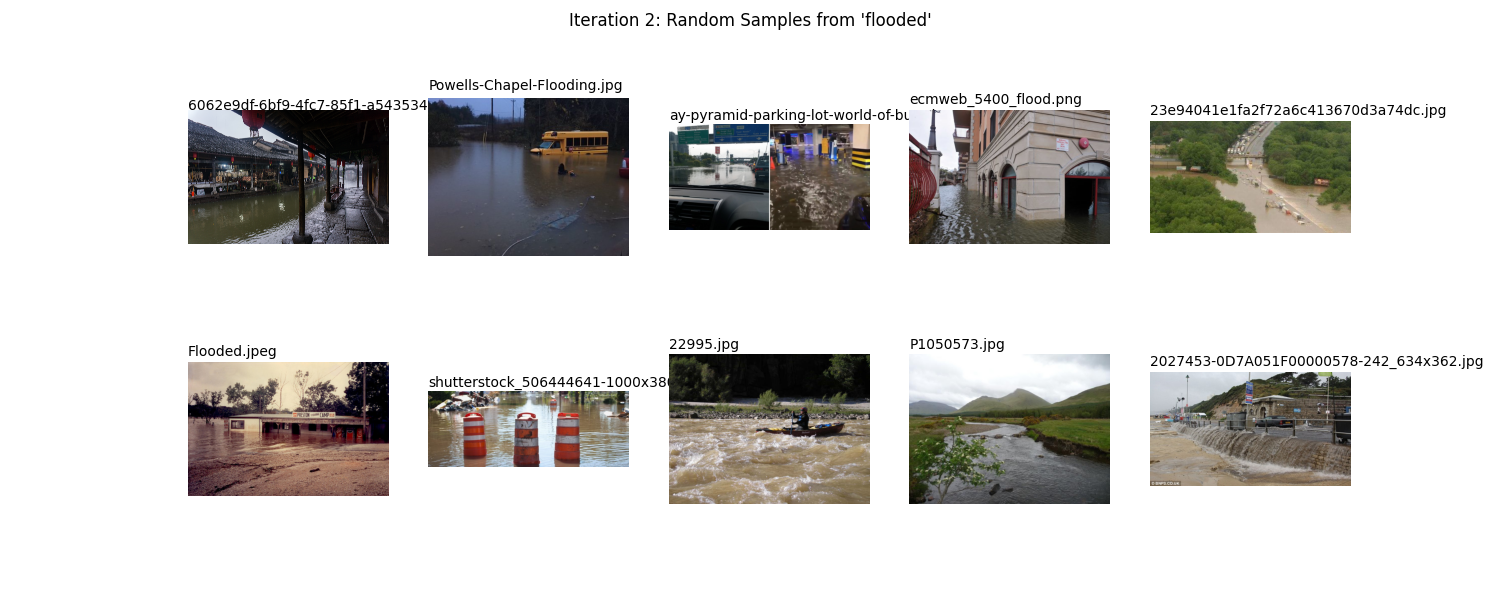 Iteration 2: Random Samples from 'flooded'
6062e9df-6bf9-4fc7-85f1-a543534
Powells-Chapel-Flooding.jpg
ay-pyramid-parking-lot-world-of-bu
ecmweb_5400_flood.png
23e94041e1fa2f72a6c413670d3a74dc.jpg
Flooded.jpeg
shutterstock_506444641-1000x380
22995.jpg
P1050573.jpg
2027453-0D7A051F00000578-242_634x362.jpg